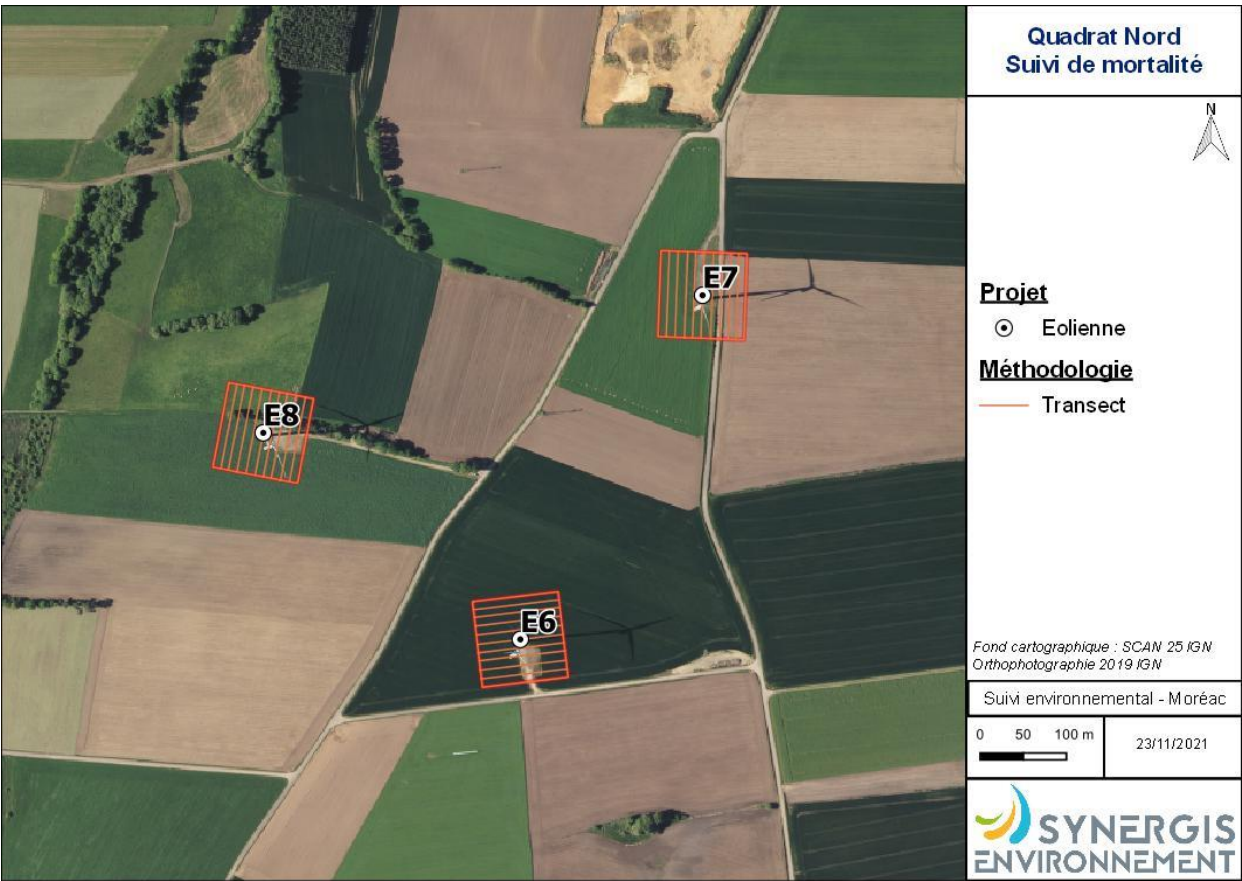 Quadrat Nord
Suivi de mortalité
N
Projet
Eolienne
Méthodologie
Transect
Fond cartographique : SCAN 25 IGN
Orthophotographie 2019 IGN
Suivi environnemental - Moréac
0 50 100 m
23/11/2021
SYNERGIS
ENVIRONNEMENT
E7
E8
E6